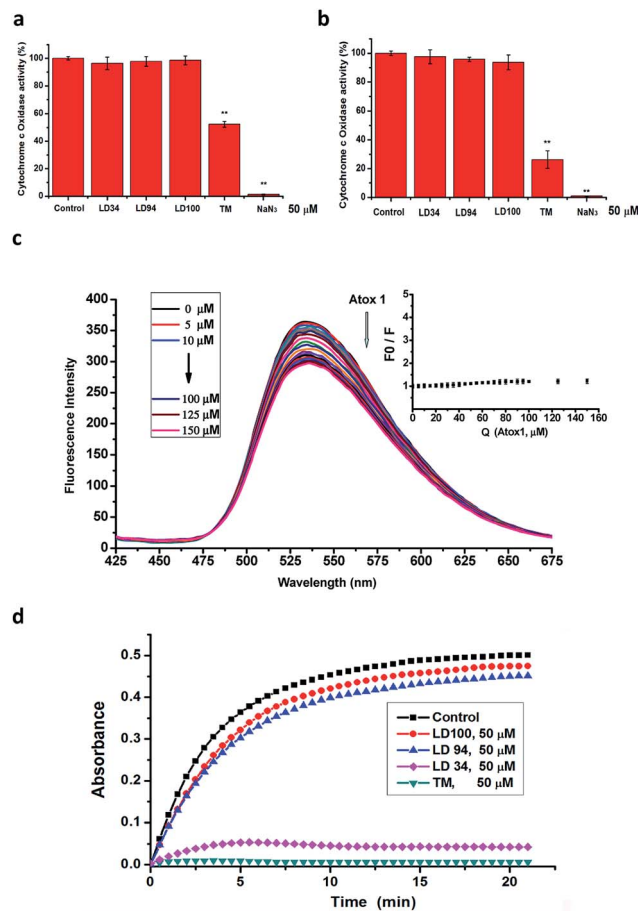 a
Cytochrome c Oxidase activity (%)
100
80
60
40
20
0
**
**
Control LD34 LD94 LD100 TM NaN3 50 μM
b
Cytochrome c Oxidase activity (%)
100
80
60
40
20
0
**
**
Control LD34 LD94 LD100 TM NaN3 50 μM
c
Fluorescence Intensity
400
350
300
250
200
150
100
50
0
0 μM
5 μM
10 μM
100 μM
125 μM
150 μM
Atox 1
F0 / F
5
4
3
2
1
0
0 20 40 60 80 100 120 140 160
Q (Atox1, μM)
425 450 475 500 525 550 575 600 625 650 675
Wavelength (nm)
d
Absorbance
0.5
0.4
0.3
0.2
0.1
0.0
Control
LD100, 50 μM
LD 94, 50 μM
LD 34, 50 μM
TM, 50 μM
0 5 10 15 20
Time (min)